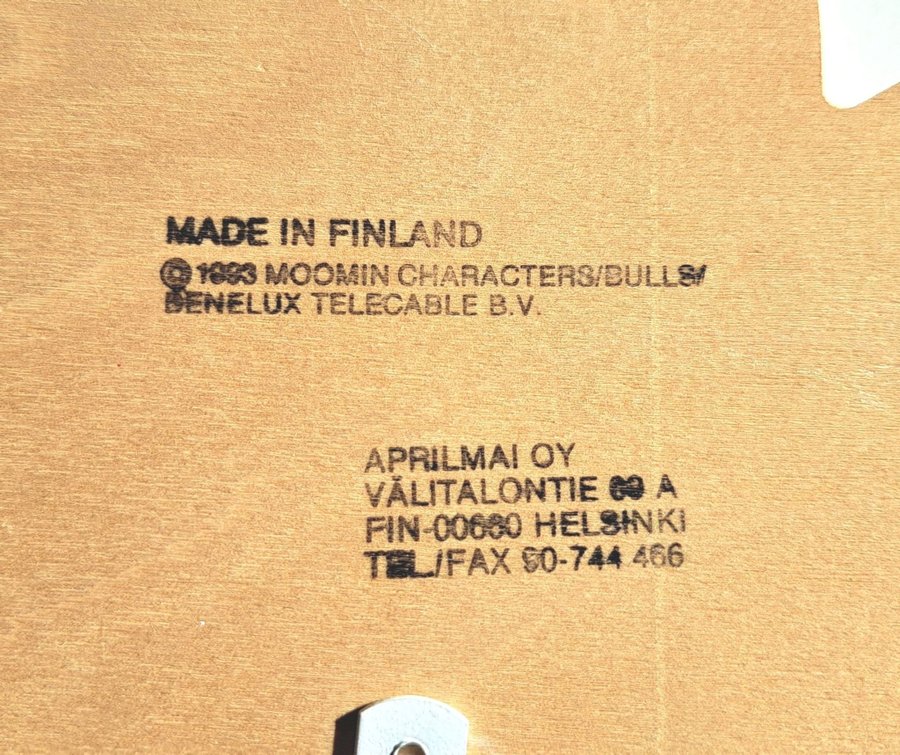 MADE IN FINLAND
© 1993 MOOMIN CHARACTERS/BULLS/
BENELUX TELECABLE B.V.
APRILMAI OY
VÄLITALONTIE A
FIN-00660 HELSINKI
TEL./FAX 90-744 466